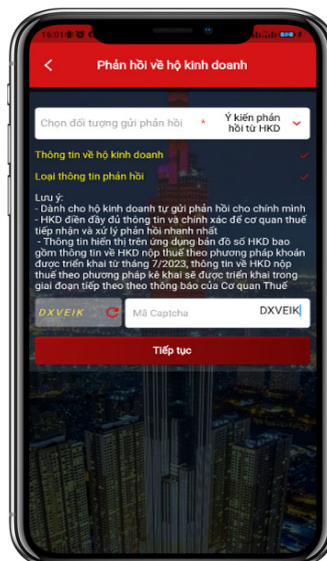 16:01
Phản hồi về hộ kinh doanh
Chọn đối tượng gửi phản hồi * Ý kiến phản hồi từ HKD
Thông tin về hộ kinh doanh
Loại thông tin phản hồi
Lưu ý:
- Dành cho hộ kinh doanh tự gửi phản hồi cho chính mình
- HKD điền đầy đủ thông tin và chính xác để cơ quan thuế
tiếp nhận và xử lý phản hồi nhanh nhất
- Thông tin hiển thị trên ứng dụng bản đồ số HKD bao
gồm thông tin về HKD nộp thuế theo phương pháp khoán
được triển khai từ tháng 7/2023, thông tin về HKD nộp
thuế theo phương pháp kê khai sẽ được triển khai trong
giai đoạn tiếp theo theo thông báo của Cơ quan Thuế
DXVEIK Mã Captcha DXVEIK
Tiếp tục